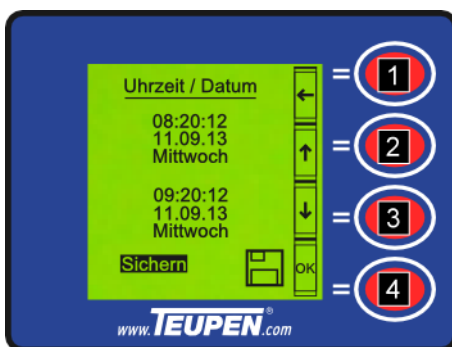 Uhrzeit / Datum
08:20:12
11.09.13
Mittwoch
09:20:12
11.09.13
Mittwoch
Sichern
← = 1
↑ = 2
↓ = 3
OK = 4
www.TEUPEN®.com